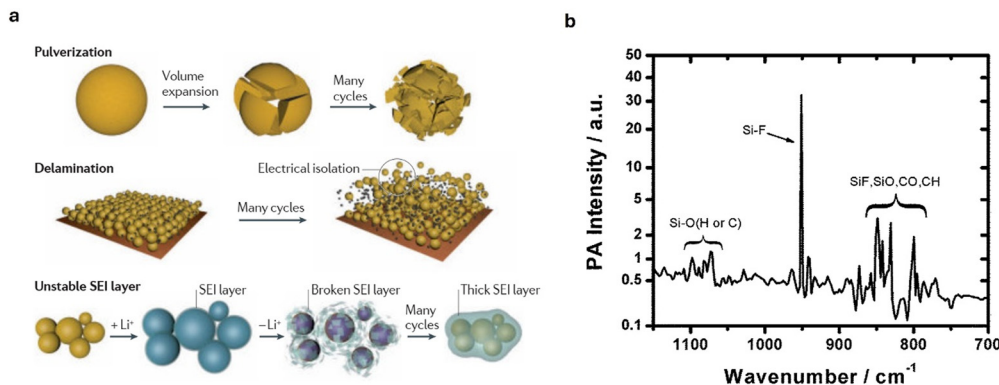 a
Pulverization
Volume
expansion
Many
cycles
Delamination
Electrical isolation
Many cycles
Unstable SEI layer
SEI layer
Broken SEI layer
Thick SEI layer
+ Li⁺
−Li⁺
Many
cycles
b
PA Intensity / a.u.
50
40
30
20
10
5
2
1
0.5
0.1
Si-F
SiF,SiO,CO,CH
Si-O(H or C)
1100
1000
900
800
700
Wavenumber / cm⁻¹